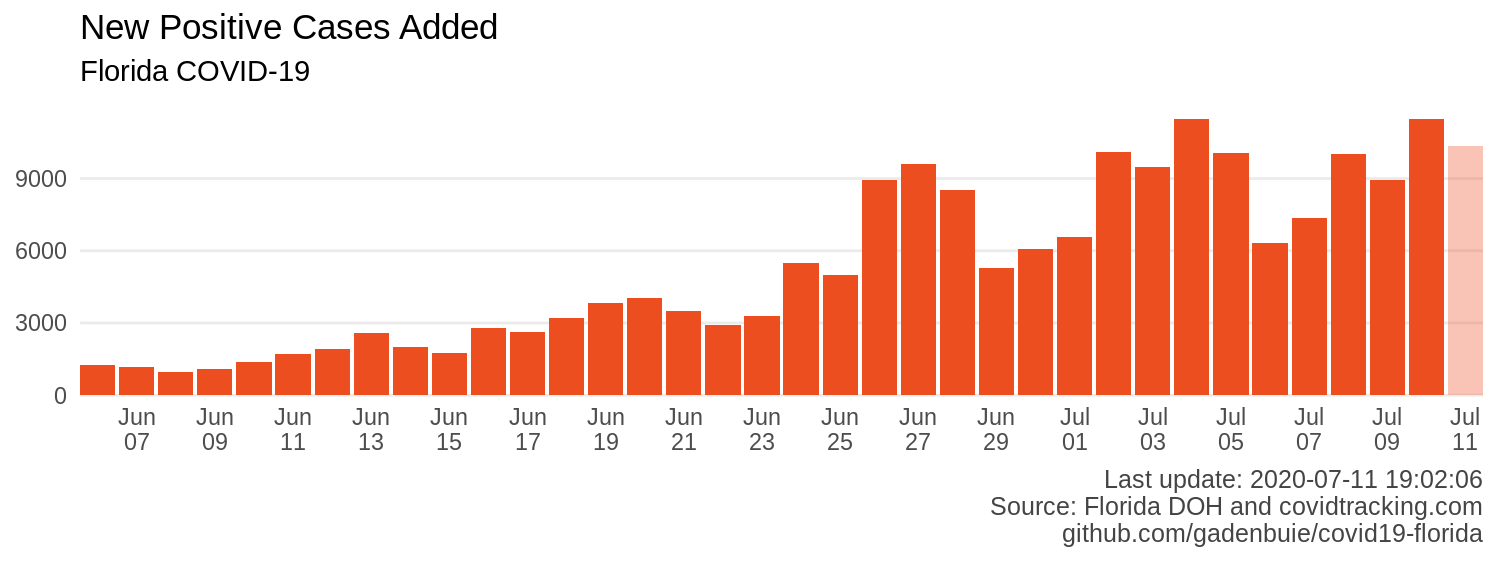 New Positive Cases Added
Florida COVID-19
9000
6000
3000
0
Jun Jun Jun Jun Jun Jun Jun Jun Jun Jun Jun Jun Jul Jul Jul Jul Jul Jul
07 09 11 13 15 17 19 21 23 25 27 29 01 03 05 07 09 11
Last update: 2020-07-11 19:02:06
Source: Florida DOH and covidtracking.com
github.com/gadenbuie/covid19-florida